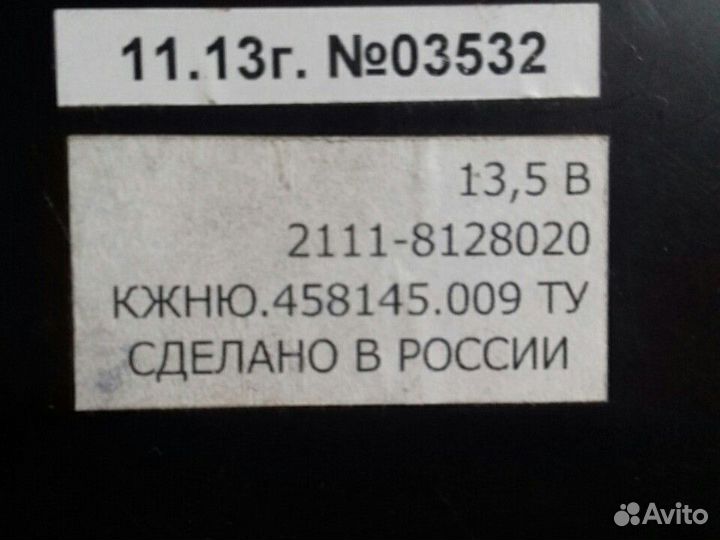 11.13г. №03532
13,5 В
2111-8128020
КЖНЮ.458145.009 ТУ
СДЕЛАНО В РОССИИ
Avito